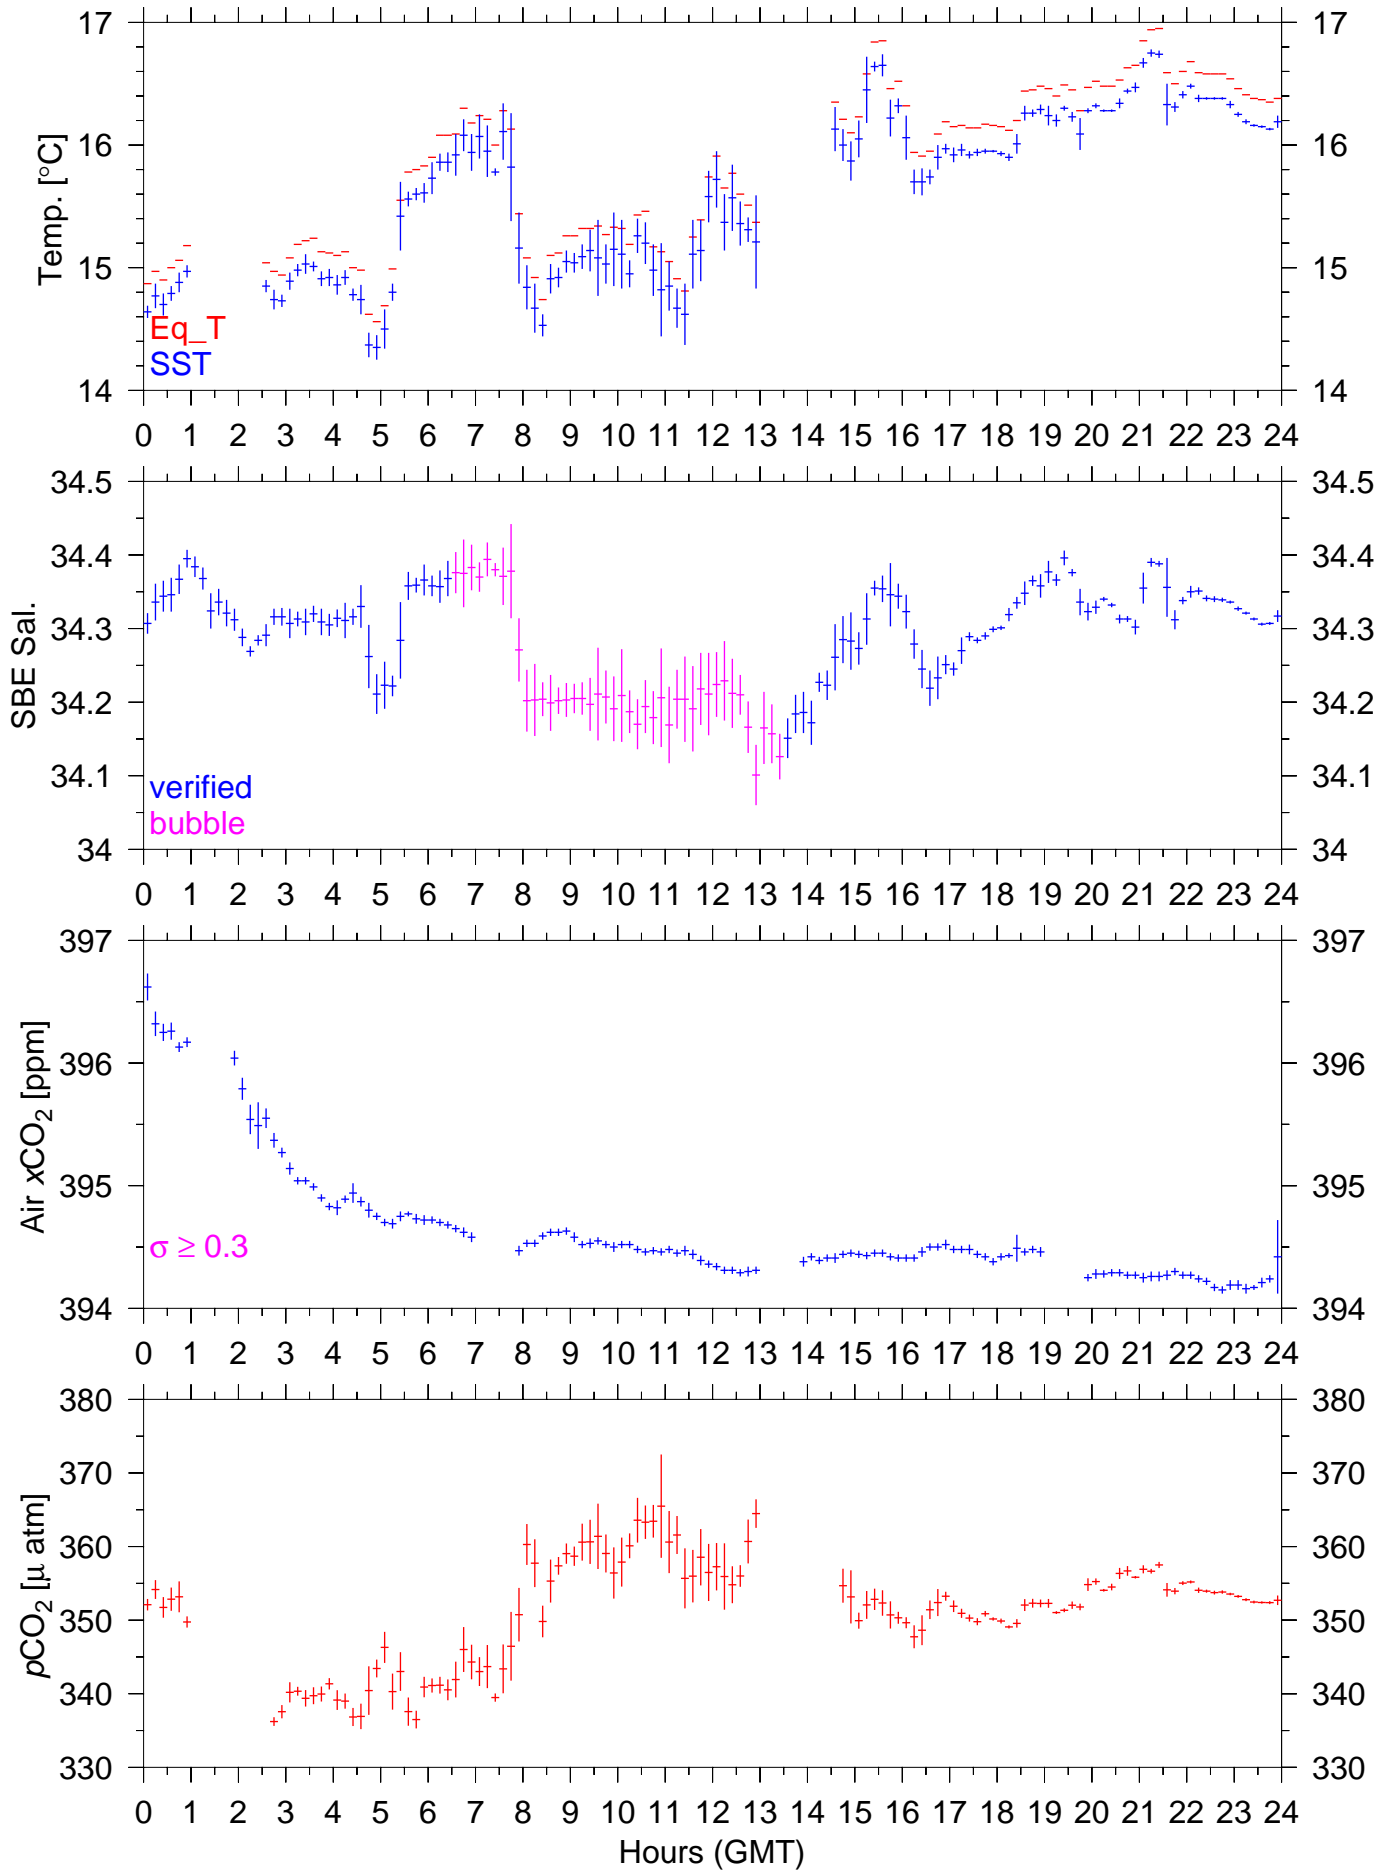 17 17
16 16
Temp. [°C]
15 15
Eq_T
SST
14 14
0 1 2 3 4 5 6 7 8 9 10 11 12 13 14 15 16 17 18 19 20 21 22 23 24
34.5 34.5
34.4 34.4
34.3 34.3
SBE Sal.
34.2 34.2
34.1 34.1
verified
bubble
34 34
0 1 2 3 4 5 6 7 8 9 10 11 12 13 14 15 16 17 18 19 20 21 22 23 24
397 397
396 396
Air xCO₂ [ppm]
395 395
σ ≥ 0.3
394 394
0 1 2 3 4 5 6 7 8 9 10 11 12 13 14 15 16 17 18 19 20 21 22 23 24
380 380
370 370
360 360
pCO₂ [μ atm]
350 350
340 340
330 330
0 1 2 3 4 5 6 7 8 9 10 11 12 13 14 15 16 17 18 19 20 21 22 23 24
Hours (GMT)